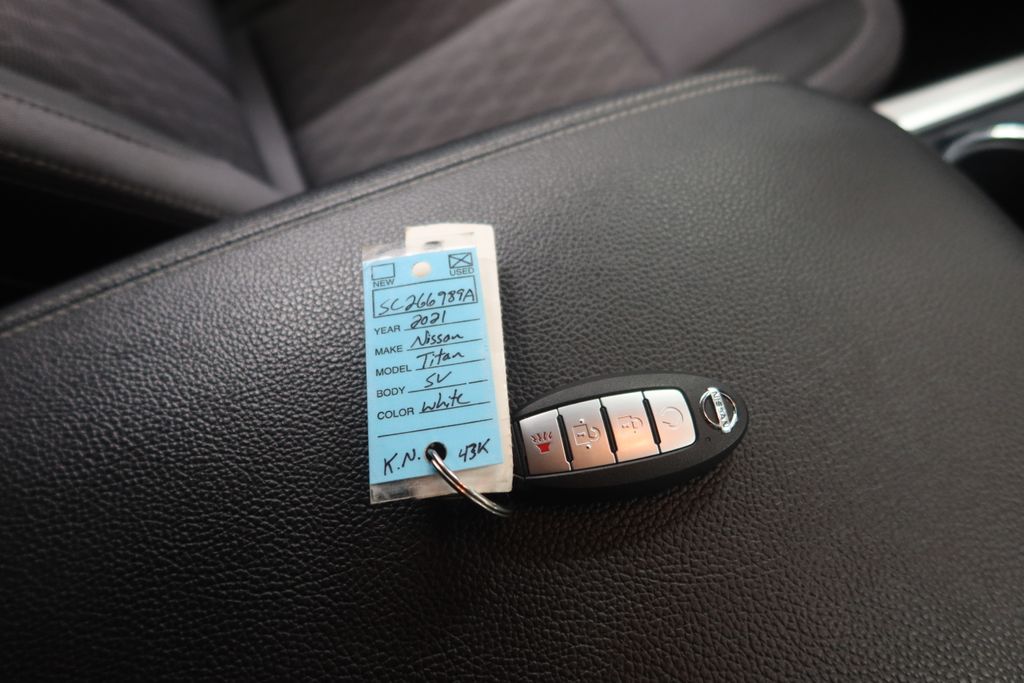 NEW USED
SC266989A
YEAR 2021
MAKE Nissan
MODEL Titan
BODY SV
COLOR White
K.N. 43K
NISSAN